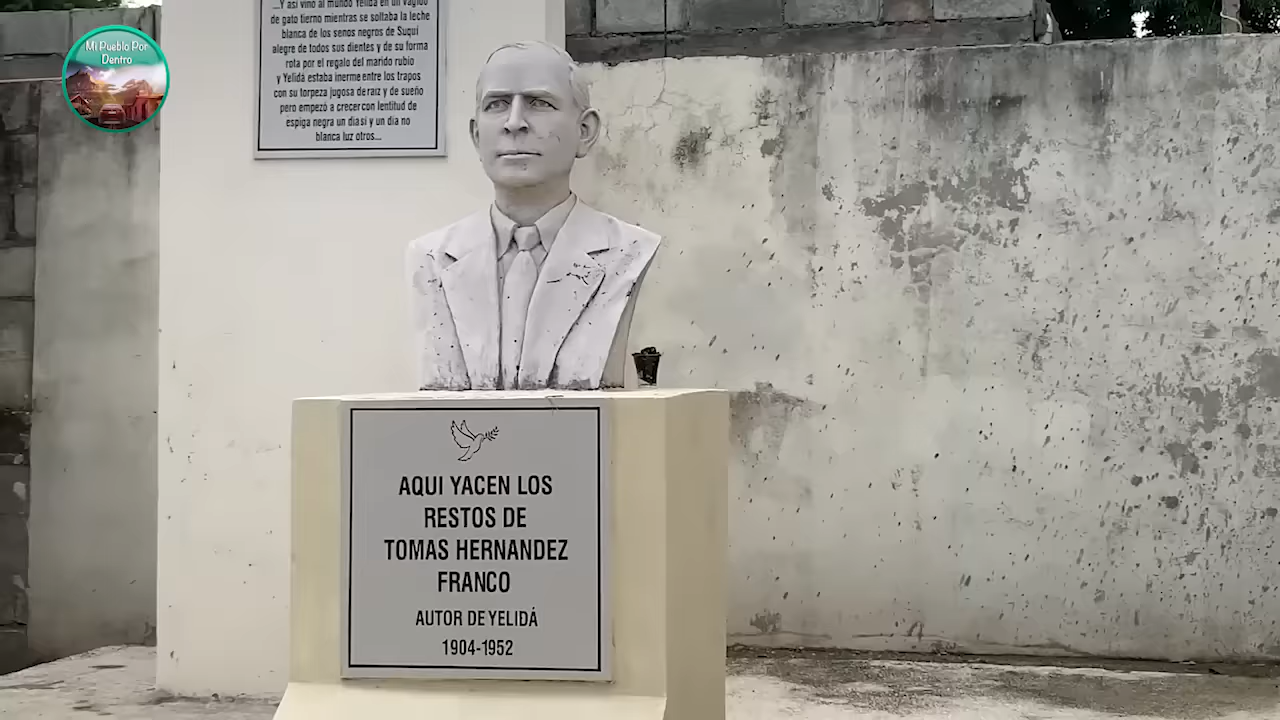 Mi Pueblo Por
Dentro
...Y así vino al mundo Yelidá en un vagido
de gato tierno mientras se soltaba la leche
blanca de los senos negros de Suquí
alegre de todos sus dientes y de su forma
rota por el regalo del marido rubio
y Yelidá estaba inerme entre los trapos
con su torpeza jugosa de raiz y de sueño
pero empezó a crecer con lentitud de
espiga negra un dia si y un dia no
blanca luz otros...
AQUI YACEN LOS
RESTOS DE
TOMAS HERNANDEZ
FRANCO
AUTOR DE YELIDÁ
1904-1952